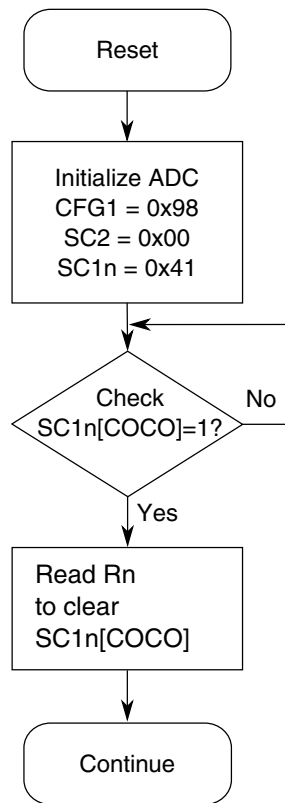 Reset
Initialize ADC
CFG1 = 0x98
SC2 = 0x00
SC1n = 0x41
Check
SC1n[COCO]=1?
No
Yes
Read Rn
to clear
SC1n[COCO]
Continue